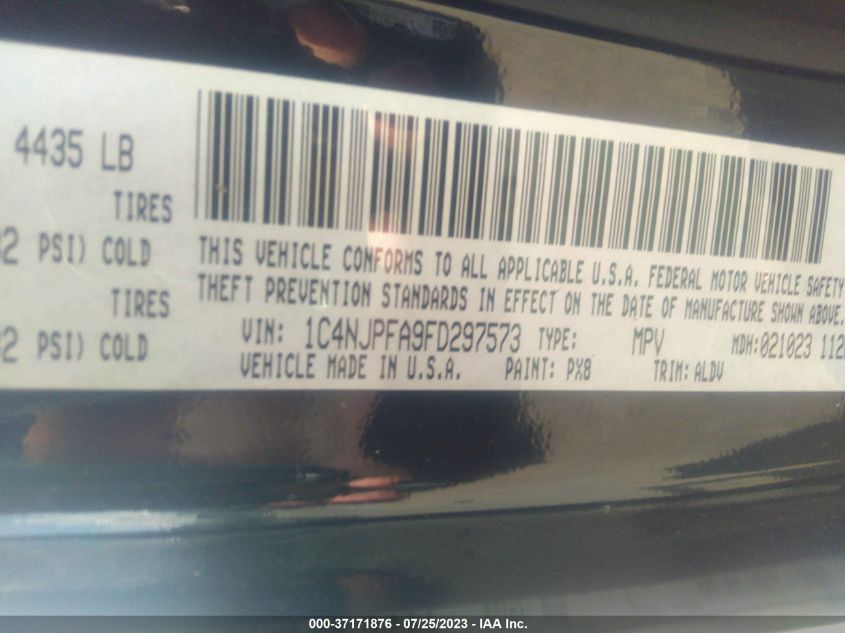 4435 LB
TIRES
PSI) COLD
TIRES
PSI) COLD
THIS VEHICLE CONFORMS TO ALL APPLICABLE U.S.A. FEDERAL MOTOR VEHICLE SAFETY
THEFT PREVENTION STANDARDS IN EFFECT ON THE DATE OF MANUFACTURE SHOWN ABOVE.
VIN: 1C4NJPFA9FD297573 TYPE: MPV MDH:021023 112
VEHICLE MADE IN U.S.A. PAINT: PX8 TRIM: ALDV
000-37171876 - 07/25/2023 - IAA Inc.